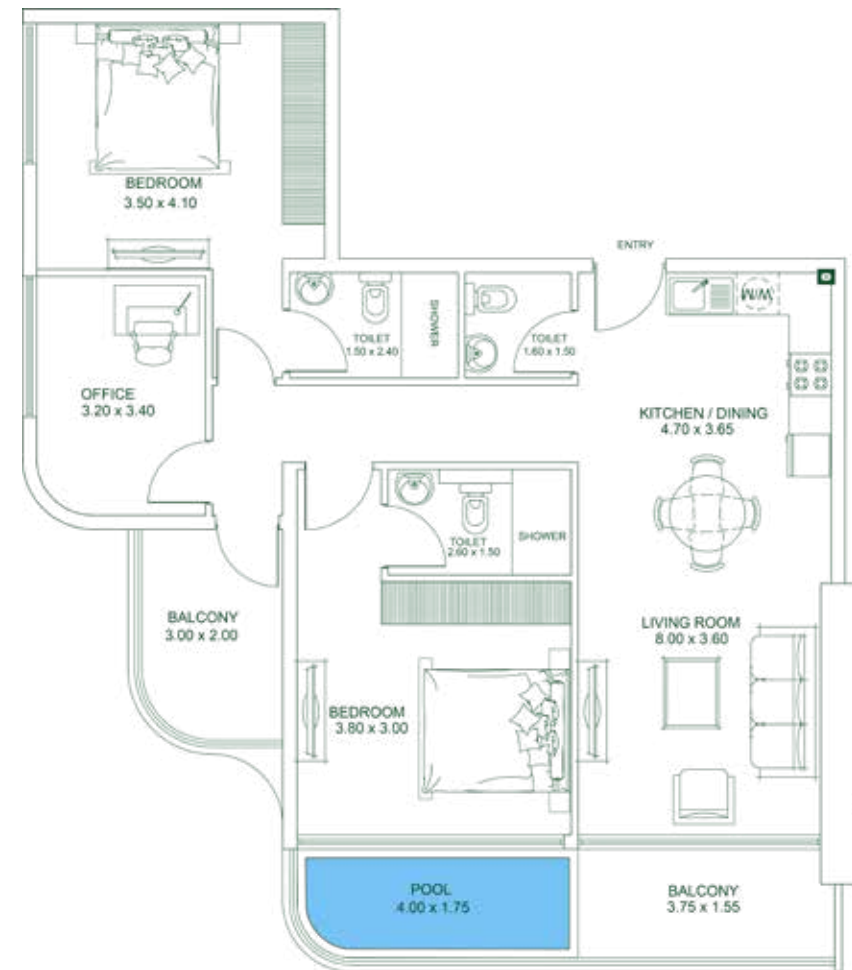 BEDROOM
3.50 x 4.10
ENTRY
W/M
TOILET
1.50 x 2.40
SHOWER
TOILET
1.60 x 1.50
OFFICE
3.20 x 3.40
KITCHEN / DINING
4.70 x 3.65
TOILET
2.60 x 1.50
SHOWER
BALCONY
3.00 x 2.00
LIVING ROOM
8.00 x 3.60
BEDROOM
3.80 x 3.00
POOL
4.00 x 1.75
BALCONY
3.75 x 1.55